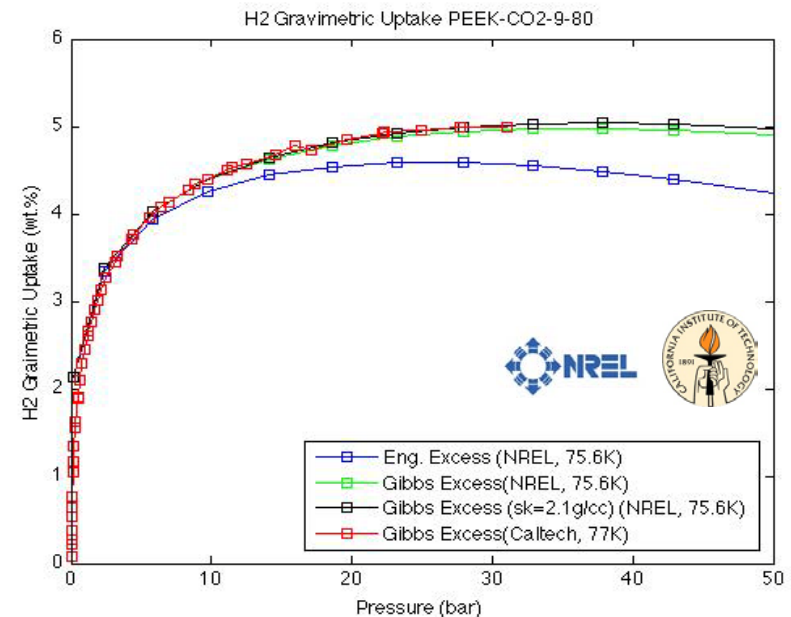 H2 Gravimetric Uptake PEEK-CO2-9-80
6
5
4
3
2
1
0
H2 Graimetric Uptake (wt.%)
NREL
CALIFORNIA INSTITUTE OF TECHNOLOGY
1891
Eng. Excess (NREL, 75.6K)
Gibbs Excess(NREL, 75.6K)
Gibbs Excess (sk=2.1g/cc) (NREL, 75.6K)
Gibbs Excess(Caltech, 77K)
0 10 20 30 40 50
Pressure (bar)